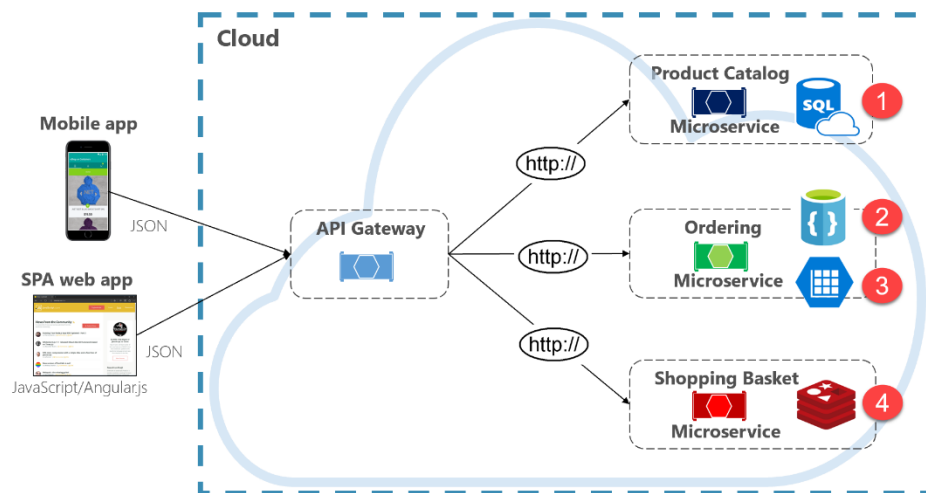 Cloud
Product Catalog
SQL
1
Microservice
Mobile app
http://
JSON
API Gateway
{ }
2
Ordering
http://
Microservice
3
SPA web app
JSON
http://
JavaScript/Angular.js
Shopping Basket
4
Microservice